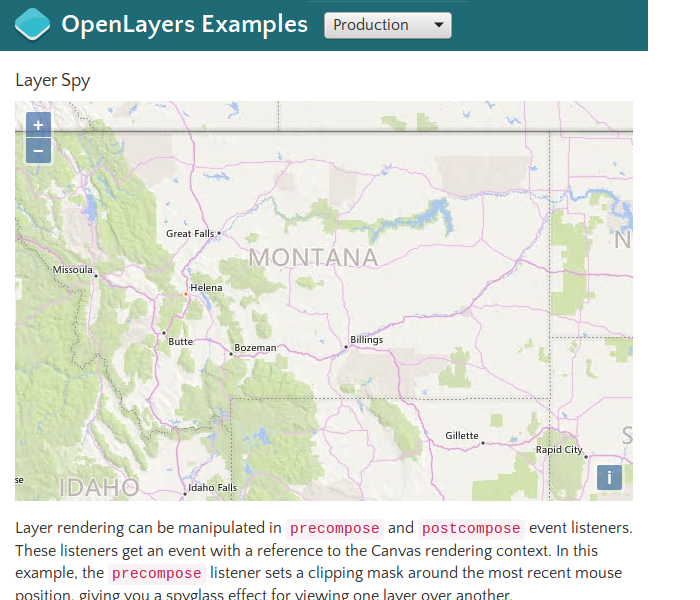 OpenLayers Examples
Production
Layer Spy
+
−
Great Falls
N
MONTANA
Missoula
Helena
Butte
Billings
Bozeman
Gillette
S
Rapid City
se
IDAHO
Idaho Falls
i
Layer rendering can be manipulated in precompose and postcompose event listeners.
These listeners get an event with a reference to the Canvas rendering context. In this
example, the precompose listener sets a clipping mask around the most recent mouse
position, giving you a spyglass effect for viewing one layer over another.